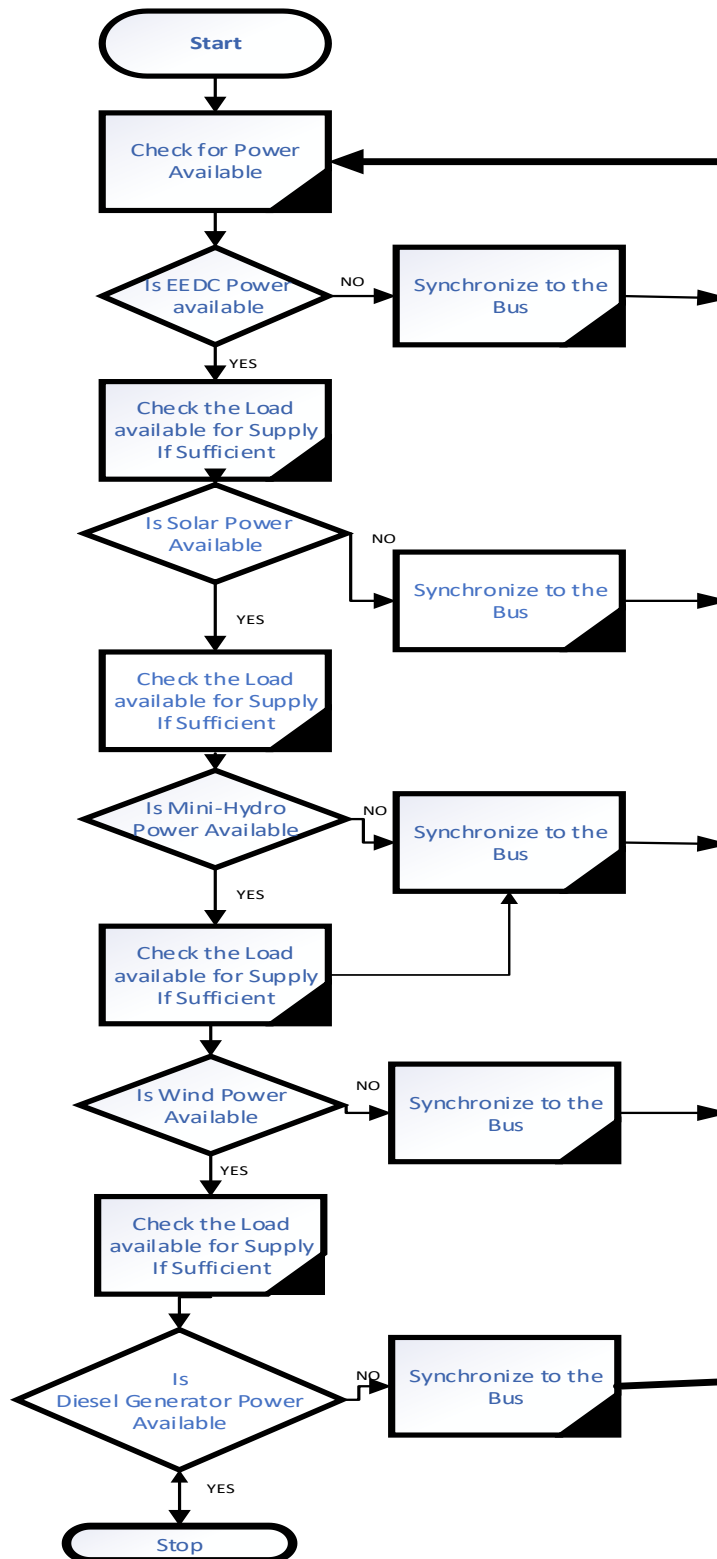 Start
Check for Power
Available
Is EEDC Power
available
NO
Synchronize to the
Bus
YES
Check the Load
available for Supply
If Sufficient
Is Solar Power
Available
NO
Synchronize to the
Bus
YES
Check the Load
available for Supply
If Sufficient
Is Mini-Hydro
Power Available
NO
Synchronize to the
Bus
YES
Check the Load
available for Supply
If Sufficient
Is Wind Power
Available
NO
Synchronize to the
Bus
YES
Check the Load
available for Supply
If Sufficient
Is
Diesel Generator Power
Available
NO
Synchronize to the
Bus
YES
Stop